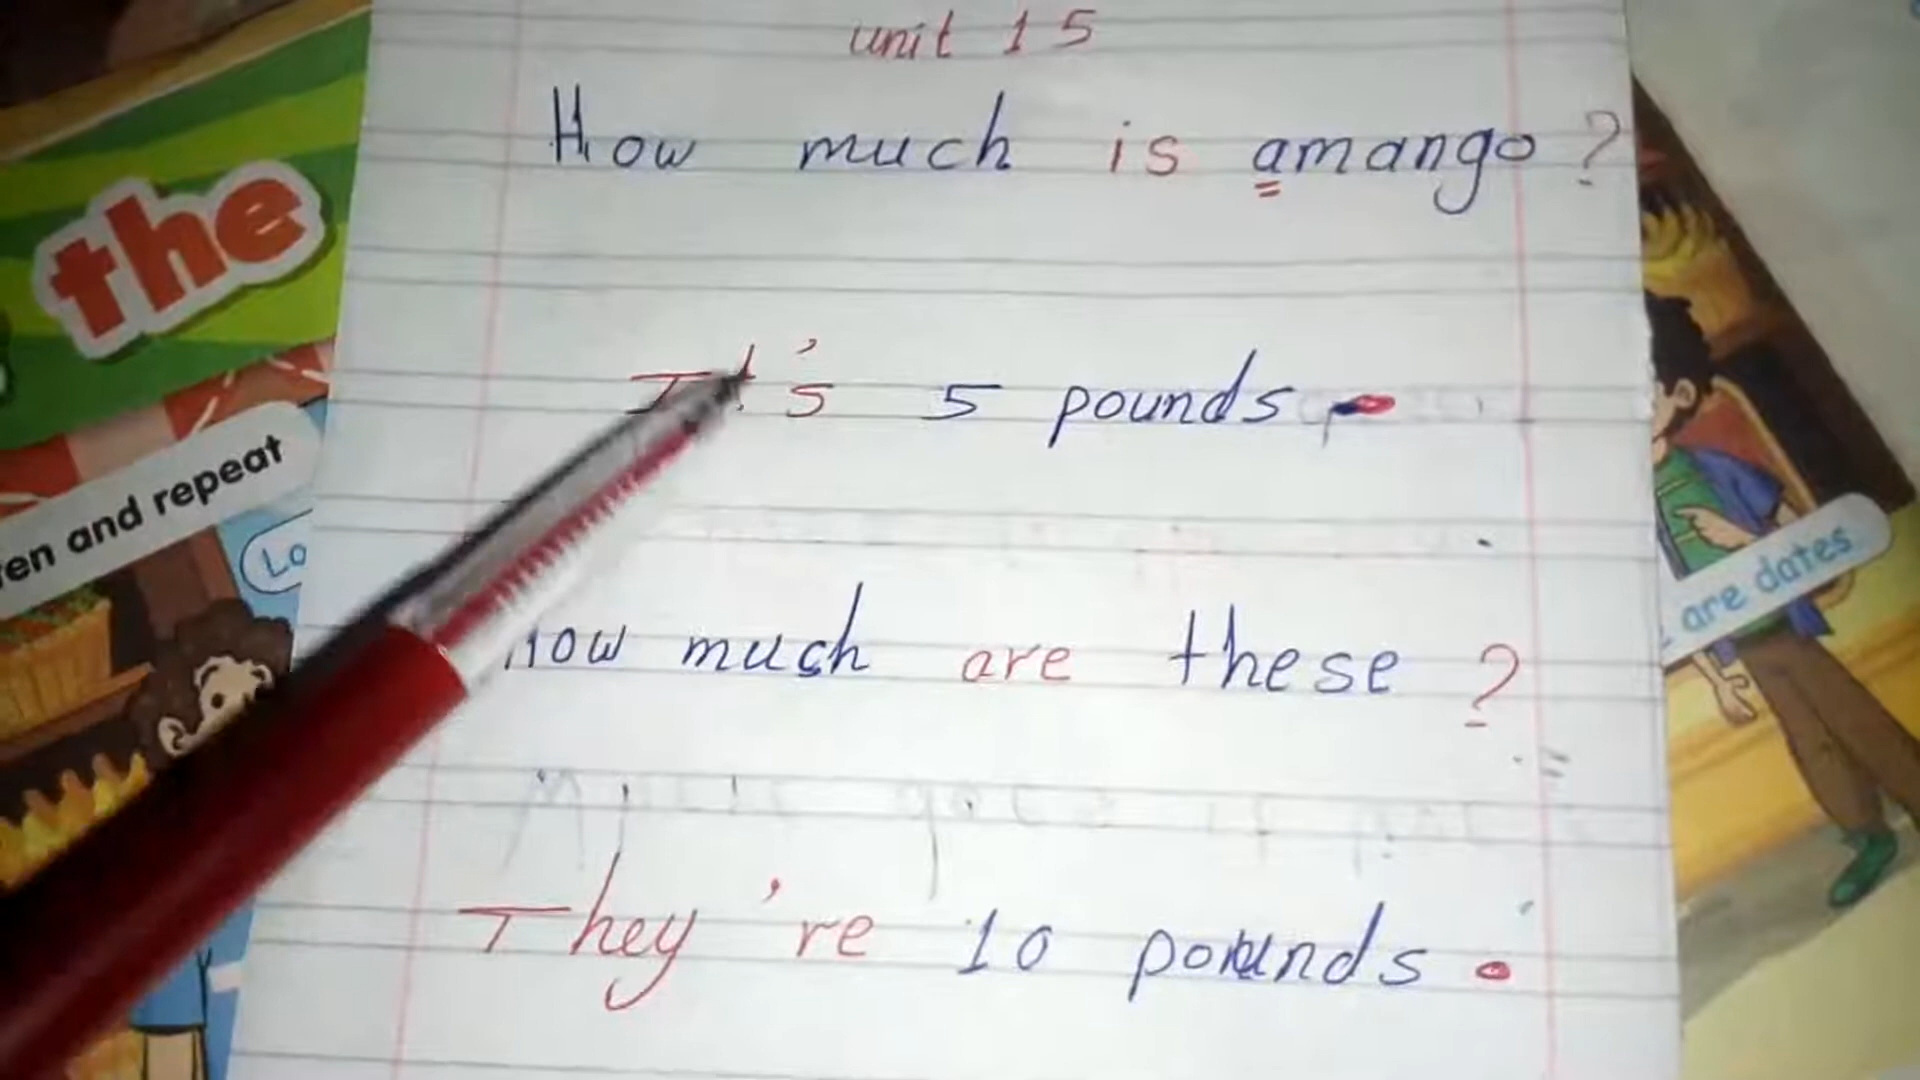 unit 15
How much is amango?
It's 5 pounds.
How much are these?
They're 10 pounds.
the
and repeat
Lo
are dates